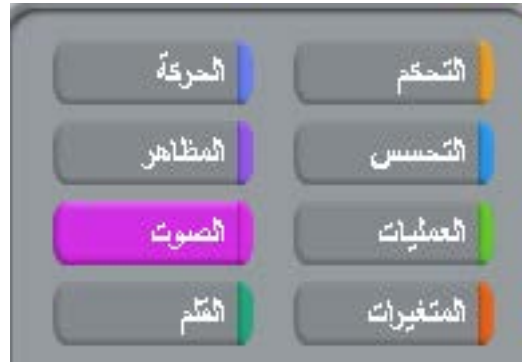 التحكم
الحركة
التحسس
المظاهر
العمليات
الصوت
المتغيرات
القلم